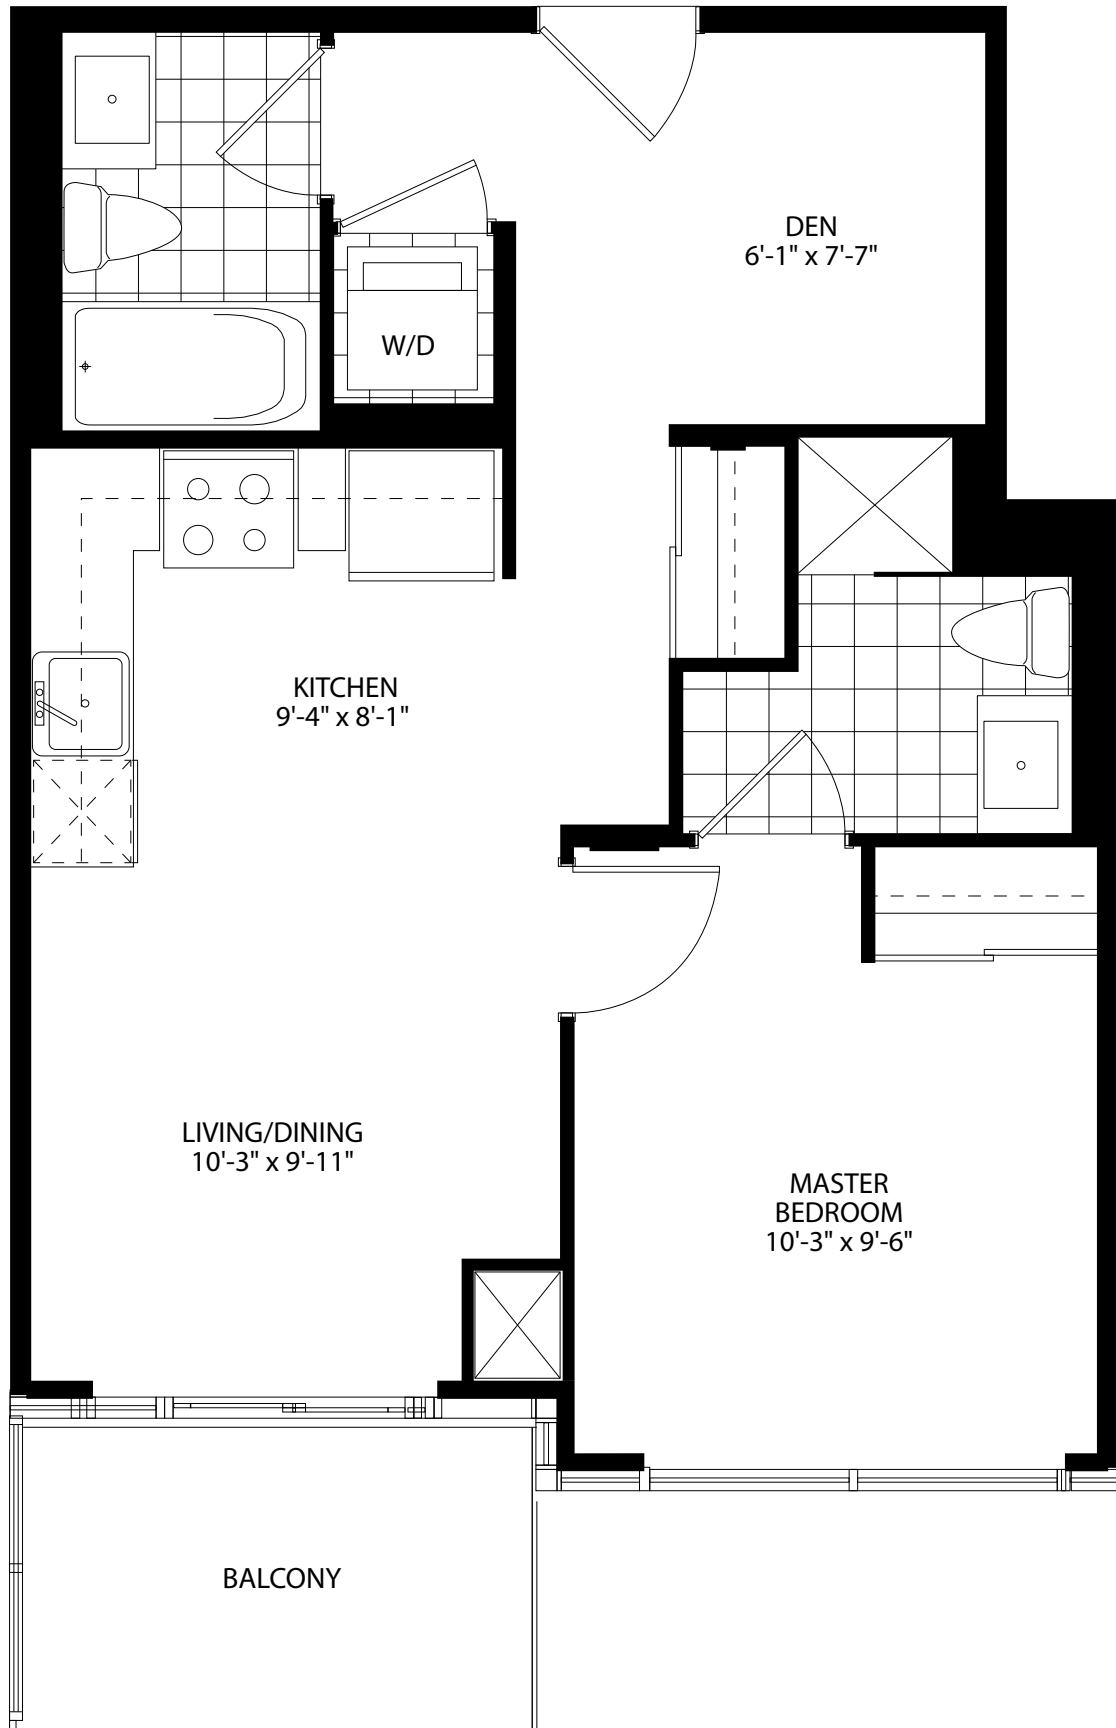 DEN
6'-1" x 7'-7"
W/D
KITCHEN
9'-4" x 8'-1"
LIVING/DINING
10'-3" x 9'-11"
MASTER
BEDROOM
10'-3" x 9'-6"
BALCONY